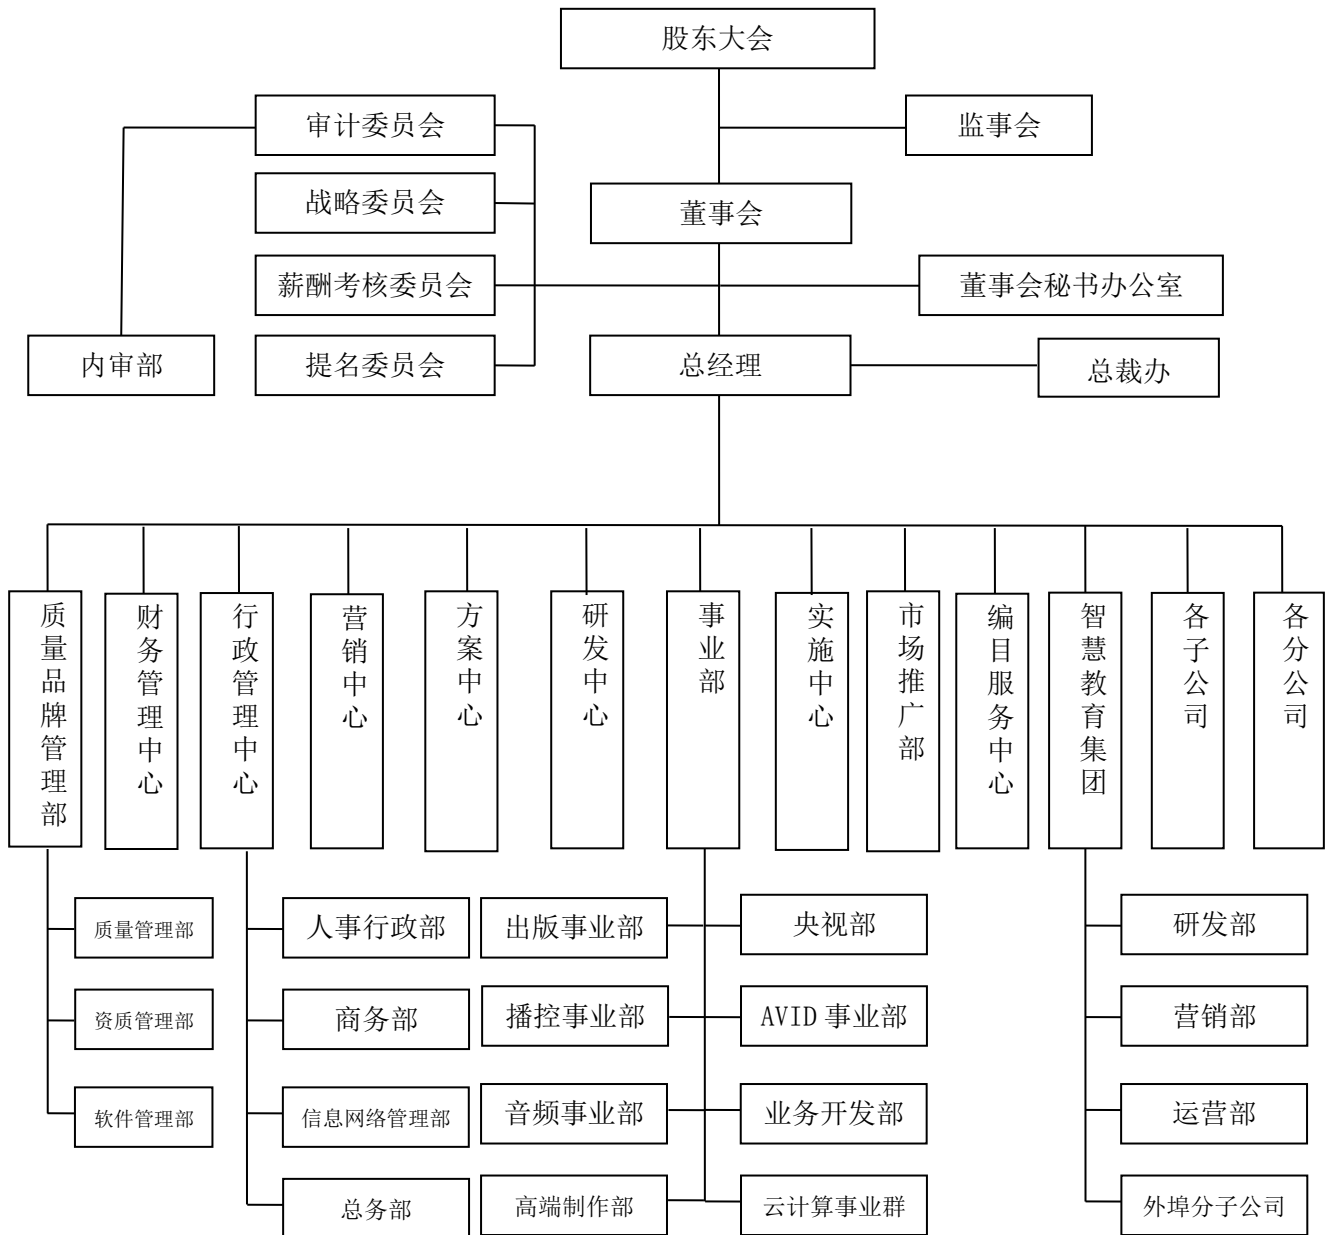 股东大会
审计委员会
监事会
战略委员会
董事会
薪酬考核委员会
董事会秘书办公室
内审部
提名委员会
总经理
总裁办
质量品牌管理部
财务管理中心
行政管理中心
营销中心
方案中心
研发中心
事业部
实施中心
市场推广部
编目服务中心
智慧教育集团
各子公司
各分公司
质量管理部
人事行政部
出版事业部
央视部
研发部
资质管理部
商务部
播控事业部
AVID 事业部
营销部
软件管理部
信息网络管理部
音频事业部
业务开发部
运营部
总务部
高端制作部
云计算事业群
外埠分子公司